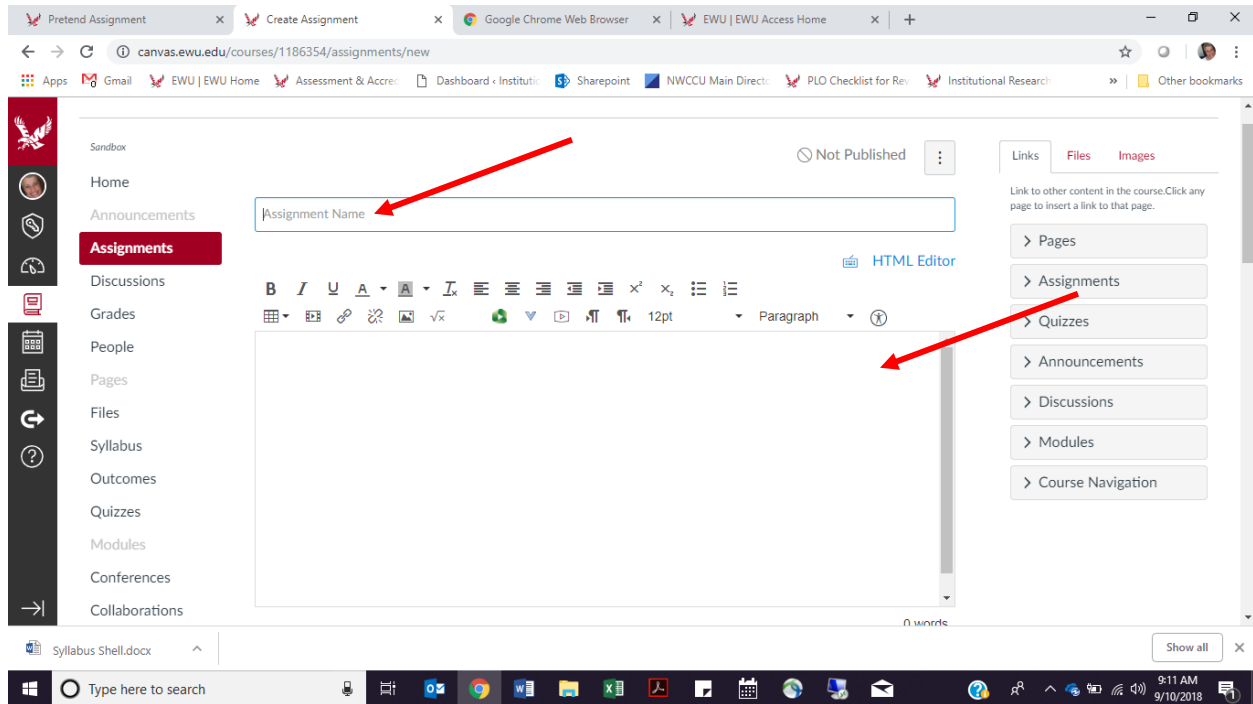 Pretend Assignment
Create Assignment
Google Chrome Web Browser
EWU | EWU Access Home
canvas.ewu.edu/courses/1186354/assignments/new
Apps
Gmail
EWU | EWU Home
Assessment & Accred
Dashboard ‹ Institutio
Sharepoint
NWCCU Main Directo
PLO Checklist for Rev
Institutional Research
»
Other bookmarks
Sandbox
Home
Announcements
Assignments
Discussions
Grades
People
Pages
Files
Syllabus
Outcomes
Quizzes
Modules
Conferences
Collaborations
Not Published
Assignment Name
HTML Editor
12pt
Paragraph
0 words
Links Files Images
Link to other content in the course.Click any
page to insert a link to that page.
Pages
Assignments
Quizzes
Announcements
Discussions
Modules
Course Navigation
Syllabus Shell.docx
Show all
Type here to search
9:11 AM
9/10/2018